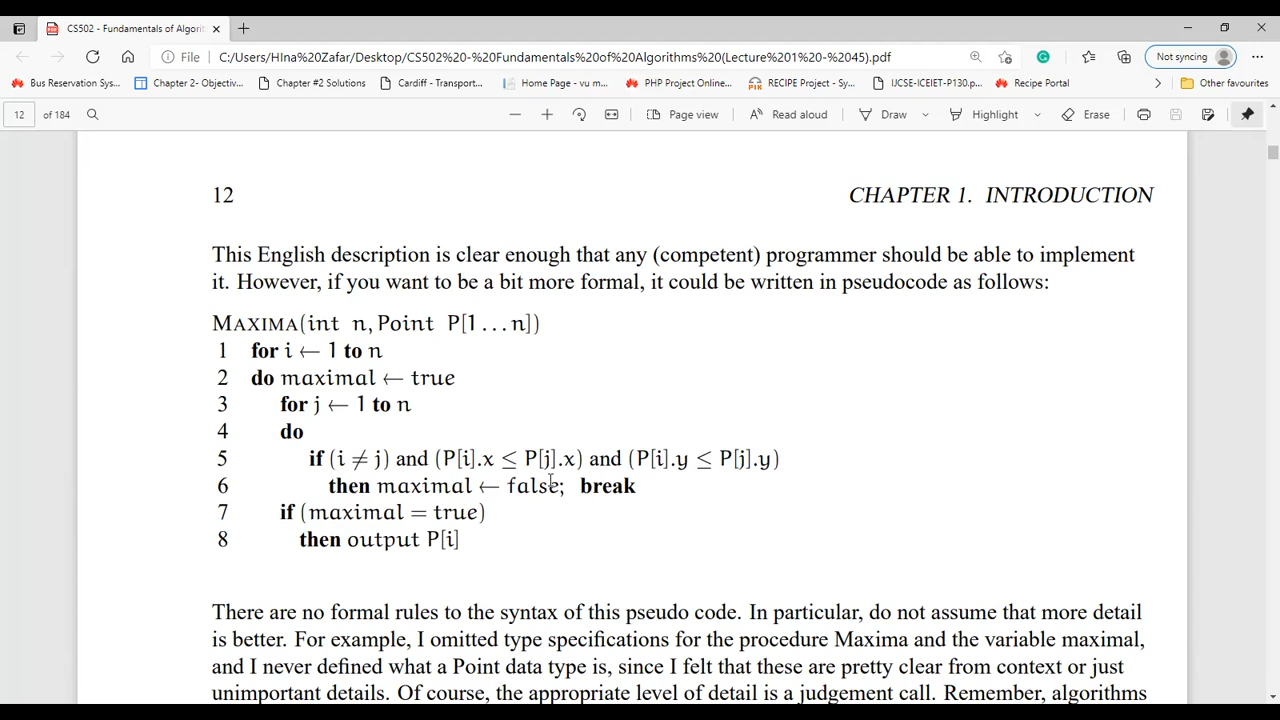 CS502 - Fundamentals of Algorit
File C:/Users/HIna%20Zafar/Desktop/CS502%20-%20Fundamentals%20of%20Algorithms%20(Lecture%201%20-%2045).pdf Not syncing
Bus Reservation Sys... Chapter 2- Objectiv... Chapter #2 Solutions Cardiff - Transport... Home Page - vu m... PHP Project Online... RECIPE Project - Sy... IJCSE-ICEIET-P130.p... Recipe Portal Other favourites
12 of 184 Page view Read aloud Draw Highlight Erase
12 CHAPTER 1. INTRODUCTION
This English description is clear enough that any (competent) programmer should be able to implement
it. However, if you want to be a bit more formal, it could be written in pseudocode as follows:
MAXIMA(int n, Point P[1 . . . n])
1 for i ← 1 to n
2 do maximal ← true
3 for j ← 1 to n
4 do
5 if (i ≠ j) and (P[i].x ≤ P[j].x) and (P[i].y ≤ P[j].y)
6 then maximal ← false; break
7 if (maximal = true)
8 then output P[i]
There are no formal rules to the syntax of this pseudo code. In particular, do not assume that more detail
is better. For example, I omitted type specifications for the procedure Maxima and the variable maximal,
and I never defined what a Point data type is, since I felt that these are pretty clear from context or just
unimportant details. Of course, the appropriate level of detail is a judgement call. Remember, algorithms